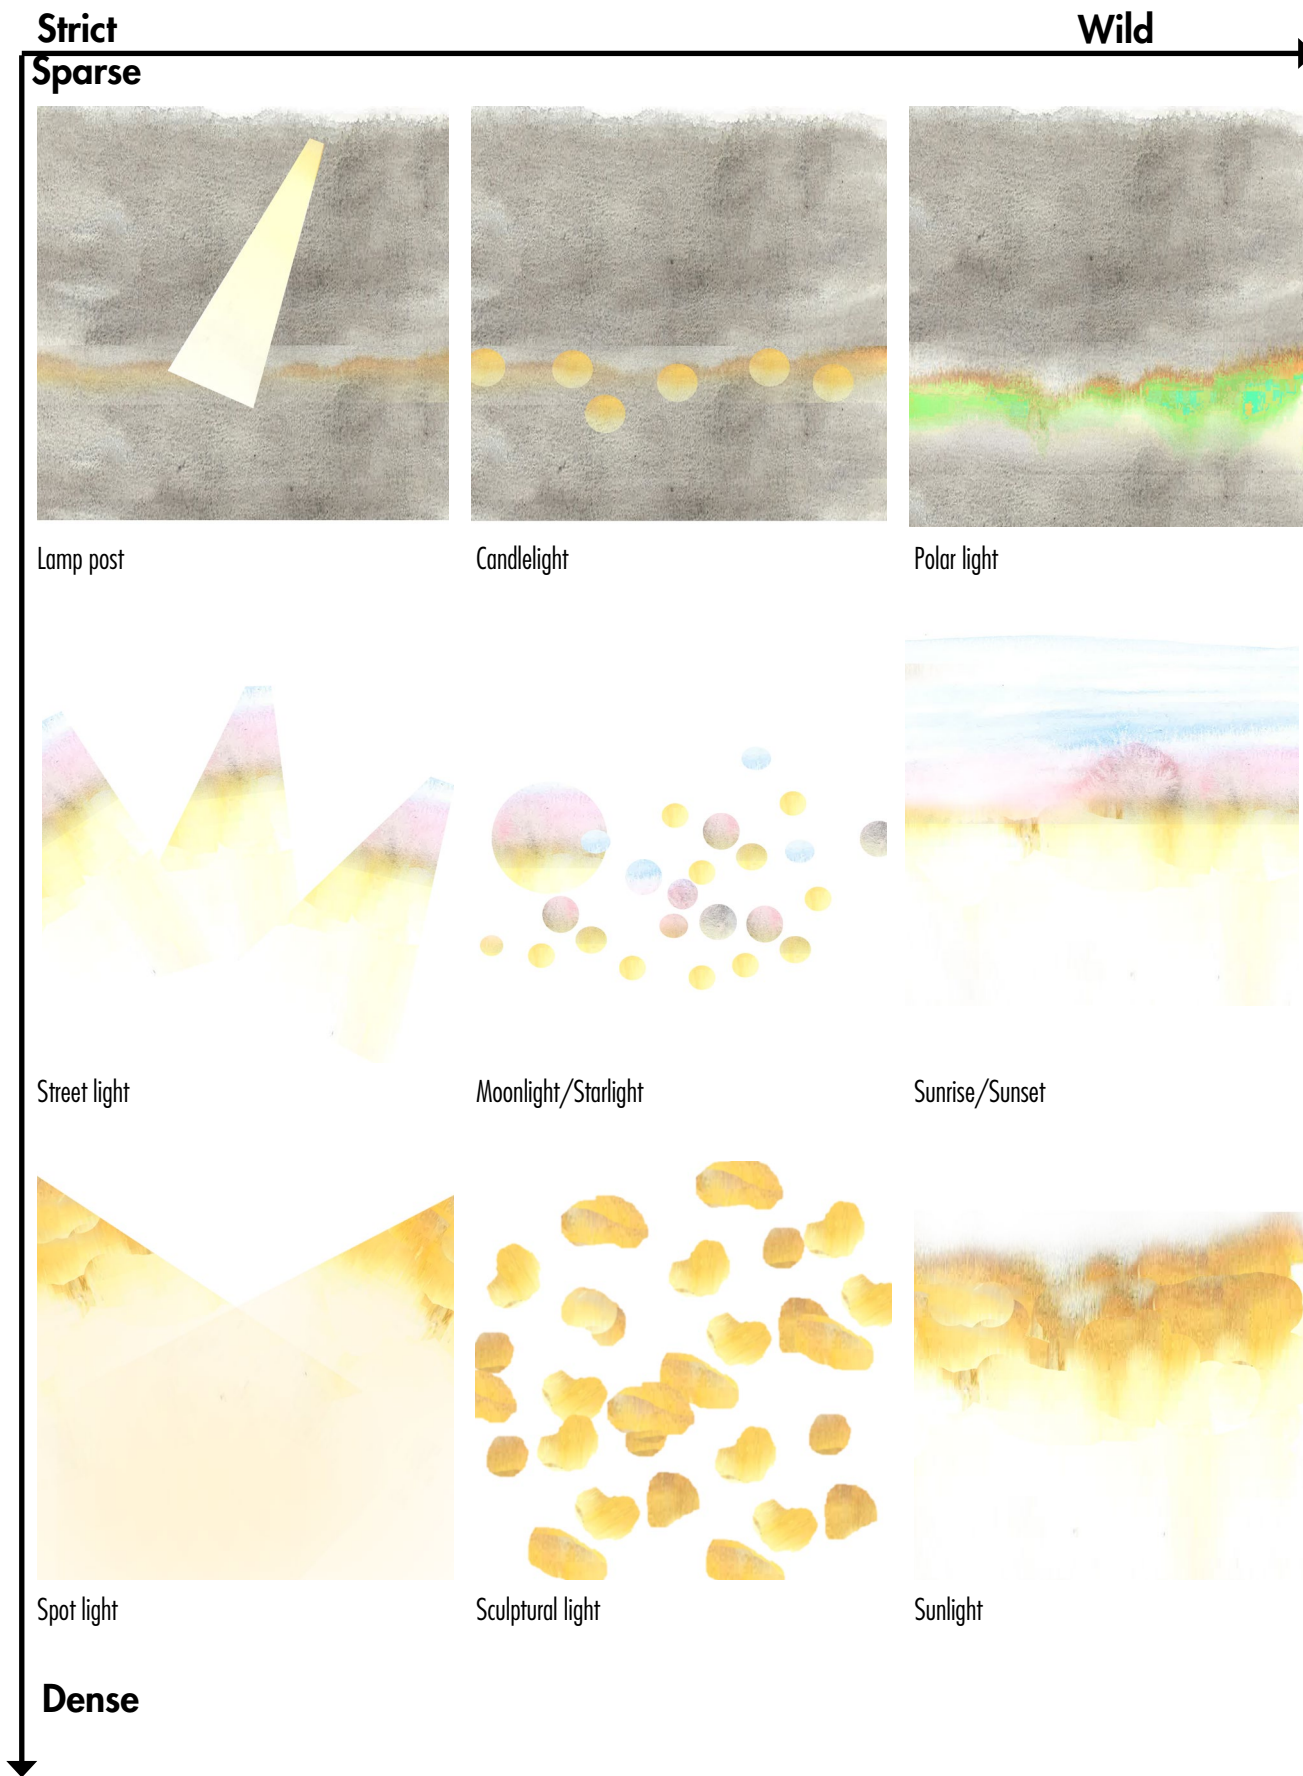 Strict
Wild
Sparse
Lamp post
Candlelight
Polar light
Street light
Moonlight/Starlight
Sunrise/Sunset
Spot light
Sculptural light
Sunlight
Dense